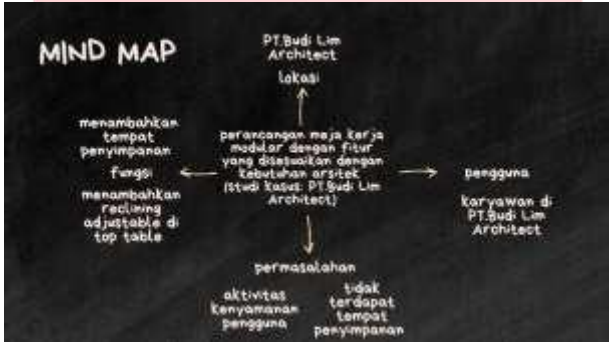 MIND MAP
PT.Budi Lim
Architect
lokasi
menambahkan
tempat
penyimpanan
fungsi
menambahkan
reclining
adjustable di
top table
perancangan meja kerja
modular dengan fitur
yang disesuaikan dengan
kebutuhan arsitek
(studi kasus: PT.Budi Lim
Architect)
pengguna
karyawan di
PT.Budi Lim
Architect
permasalahan
aktivitas
kenyamanan
pengguna
tidak
terdapat
tempat
penyimpanan